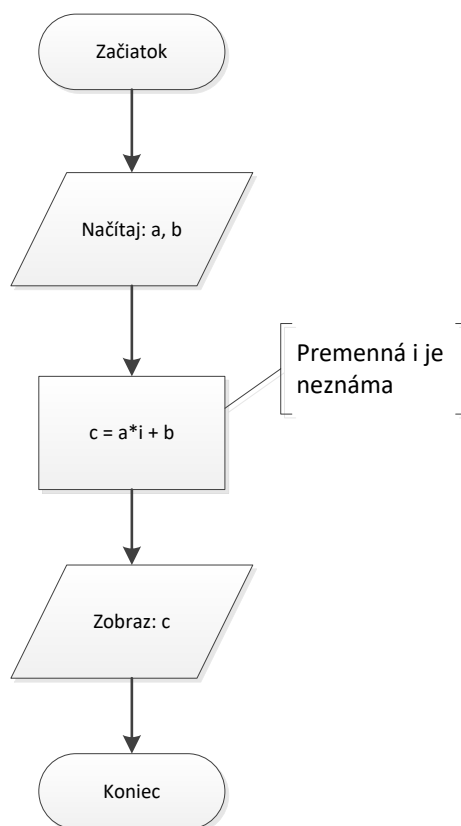 Začiatok
Načítaj: a, b
c = a*i + b
Premenná i je
neznáma
Zobraz: c
Koniec